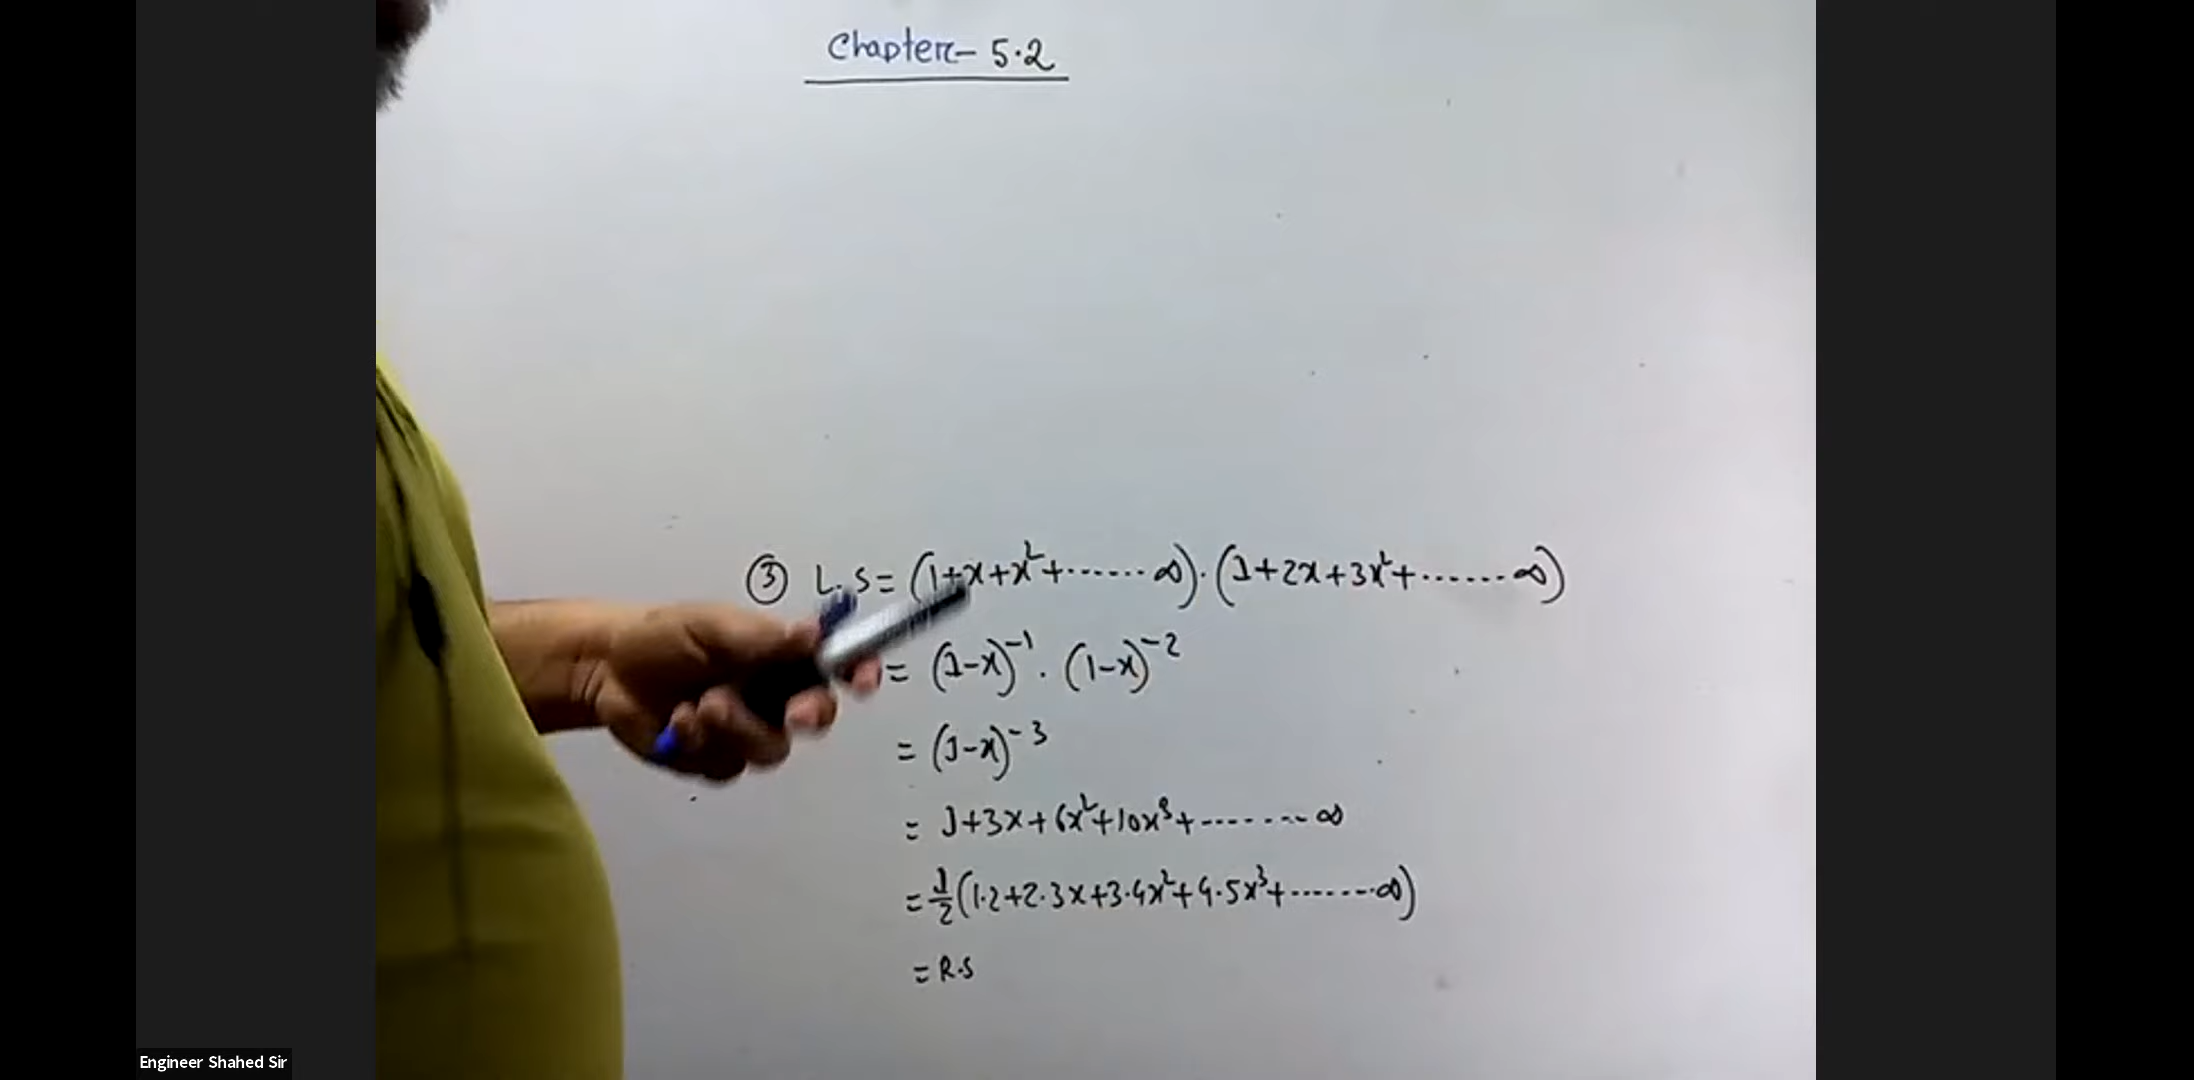 Chapter- 5.2
③ L.S = (1+x+x²+....... ∞).(1+2x+3x²+....... ∞)
= (1-x)⁻¹ . (1-x)⁻²
= (1-x)⁻³
= 1+3x+6x²+10x³+........ ∞
= 1/2 (1.2+2.3x+3.4x²+4.5x³+........∞)
= R.S
Engineer Shahed Sir